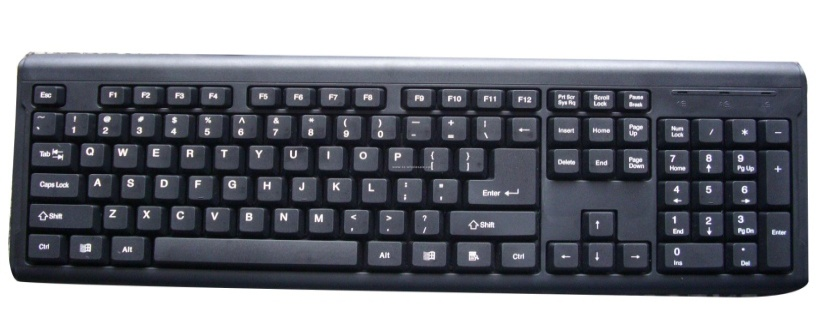 Esc F1 F2 F3 F4 F5 F6 F7 F8 F9 F10 F11 F12 Prt Scr Sys Rq Scroll Lock Pause Break
~ ! 1 @ 2 # 3 $ 4 % 5 ^ 6 & 7 * 8 ( 9 ) 0 — - + = | \ ← Insert Home Page Up Num Lock / * −
Tab Q W E R T Y U I O P { [ } ] Delete End Page Down 7 Home 8 ↑ 9 Pg Up +
Caps Lock A S D F G H J K L : ; " Enter 4 ← 5 6 →
Shift Z X C V B N M < , > . ? / Shift ↑ 1 End 2 ↓ 3 Pg Dn Enter
Ctrl Alt Alt Ctrl ← ↓ → 0 Ins . Del